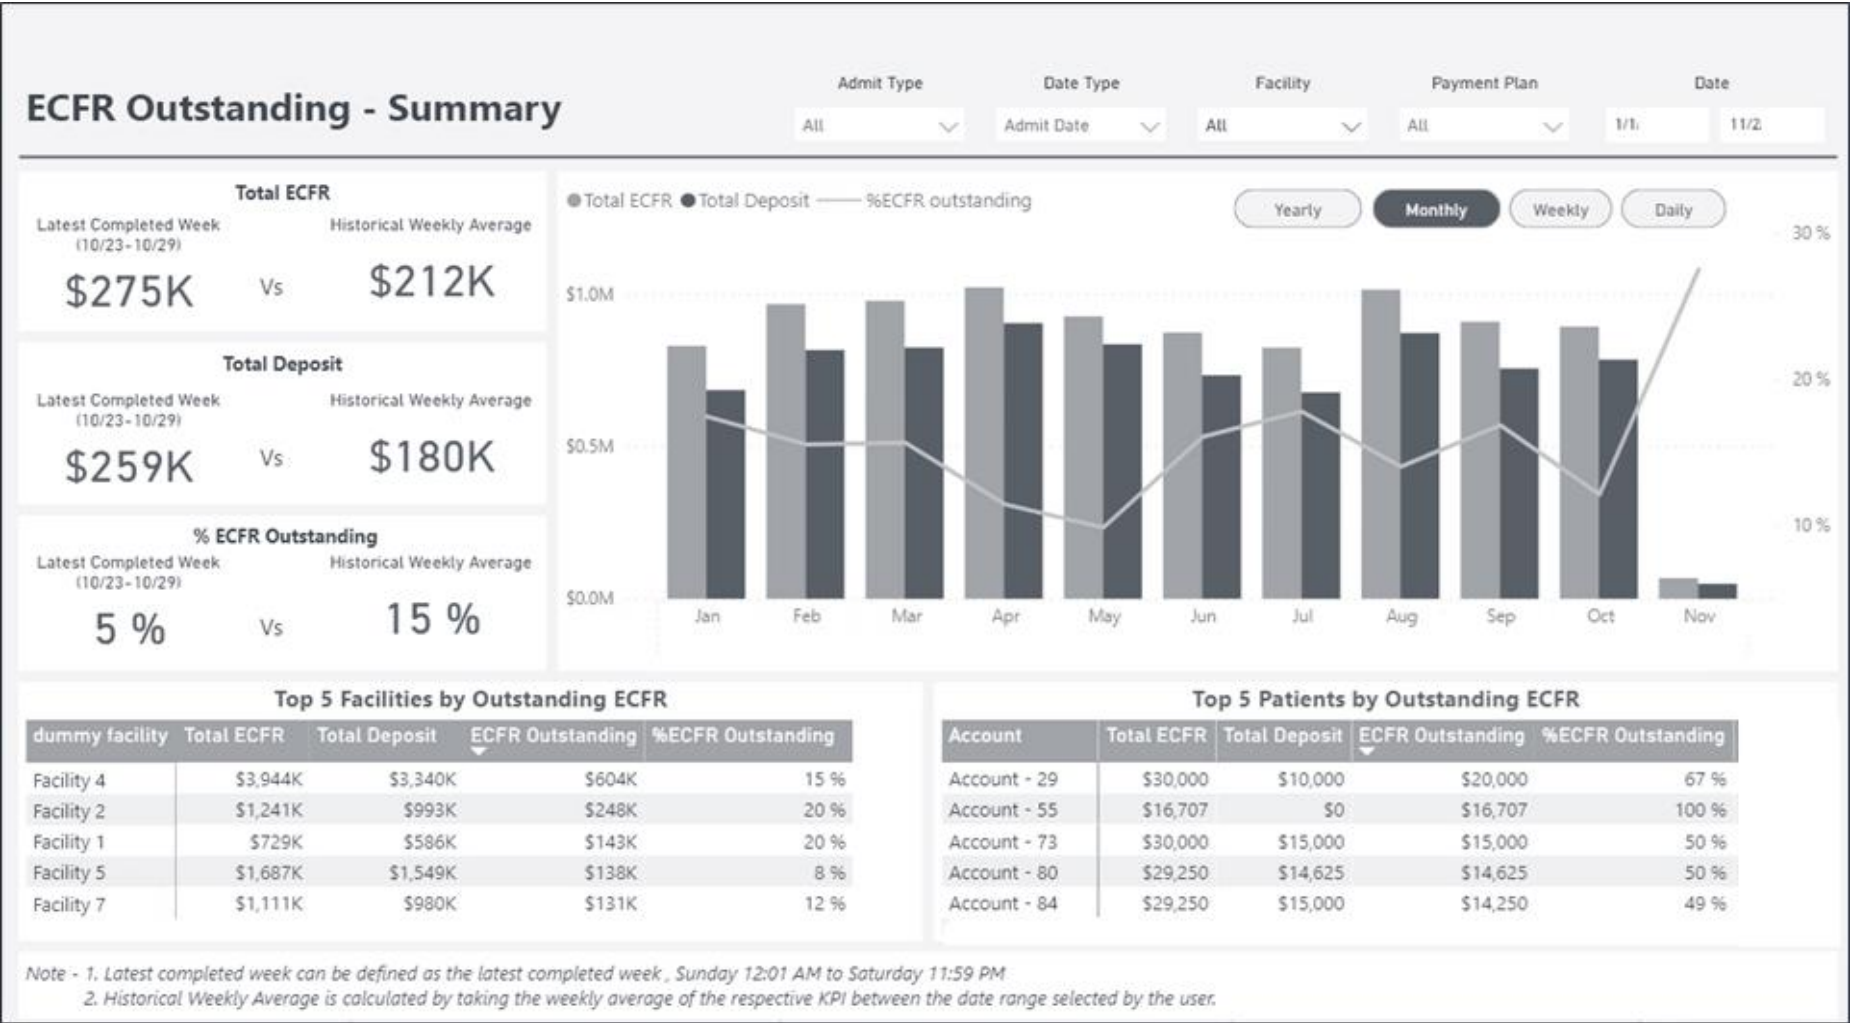 ECFR Outstanding - Summary
Admit Type
Date Type
Facility
Payment Plan
Date
All
Admit Date
All
All
1/1
11/2
Total ECFR
Latest Completed Week
(10/23-10/29)
Historical Weekly Average
$275K
Vs
$212K
Total Deposit
Latest Completed Week
(10/23-10/29)
Historical Weekly Average
$259K
Vs
$180K
% ECFR Outstanding
Latest Completed Week
(10/23-10/29)
Historical Weekly Average
5 %
Vs
15 %
Total ECFR Total Deposit %ECFR outstanding
Yearly
Monthly
Weekly
Daily
30 %
$1.0M
20 %
$0.5M
10 %
$0.0M
Jan Feb Mar Apr May Jun Jul Aug Sep Oct Nov
Top 5 Facilities by Outstanding ECFR
dummy facility Total ECFR Total Deposit ECFR Outstanding %ECFR Outstanding
Facility 4 $3,944K $3,340K $604K 15 %
Facility 2 $1,241K $993K $248K 20 %
Facility 1 $729K $586K $143K 20 %
Facility 5 $1,687K $1,549K $138K 8 %
Facility 7 $1,111K $980K $131K 12 %
Top 5 Patients by Outstanding ECFR
Account Total ECFR Total Deposit ECFR Outstanding %ECFR Outstanding
Account - 29 $30,000 $10,000 $20,000 67 %
Account - 55 $16,707 $0 $16,707 100 %
Account - 73 $30,000 $15,000 $15,000 50 %
Account - 80 $29,250 $14,625 $14,625 50 %
Account - 84 $29,250 $15,000 $14,250 49 %
Note - 1. Latest completed week can be defined as the latest completed week , Sunday 12:01 AM to Saturday 11:59 PM
2. Historical Weekly Average is calculated by taking the weekly average of the respective KPI between the date range selected by the user.